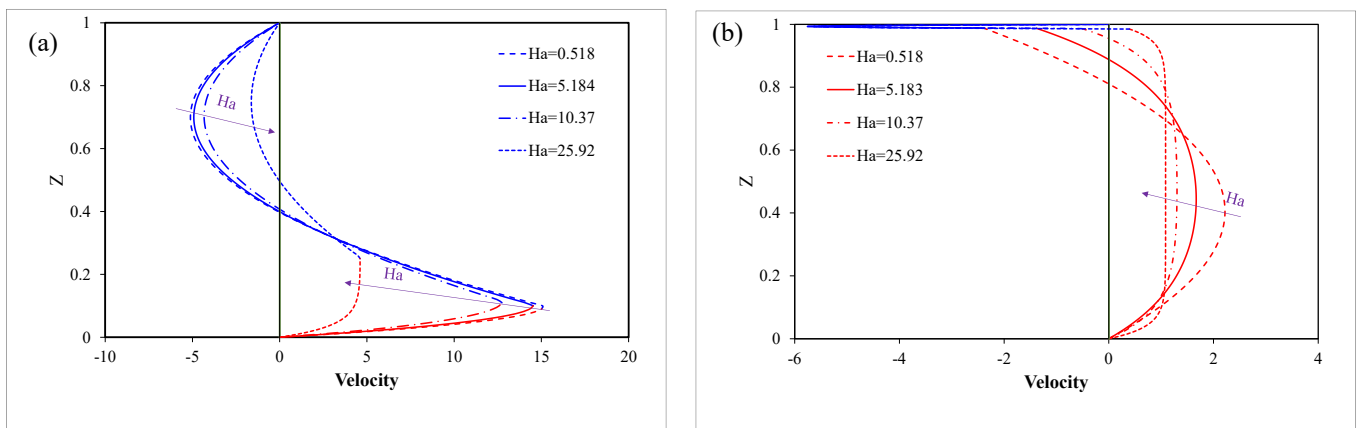 (a)
1
0.8
0.6
Z
0.4
0.2
0
-10 -5 0 5 10 15 20
Velocity
Ha=0.518
Ha=5.184
Ha=10.37
Ha=25.92
Ha
Ha
(b)
1
0.8
0.6
Z
0.4
0.2
0
-6 -4 -2 0 2 4
Velocity
Ha=0.518
Ha=5.183
Ha=10.37
Ha=25.92
Ha